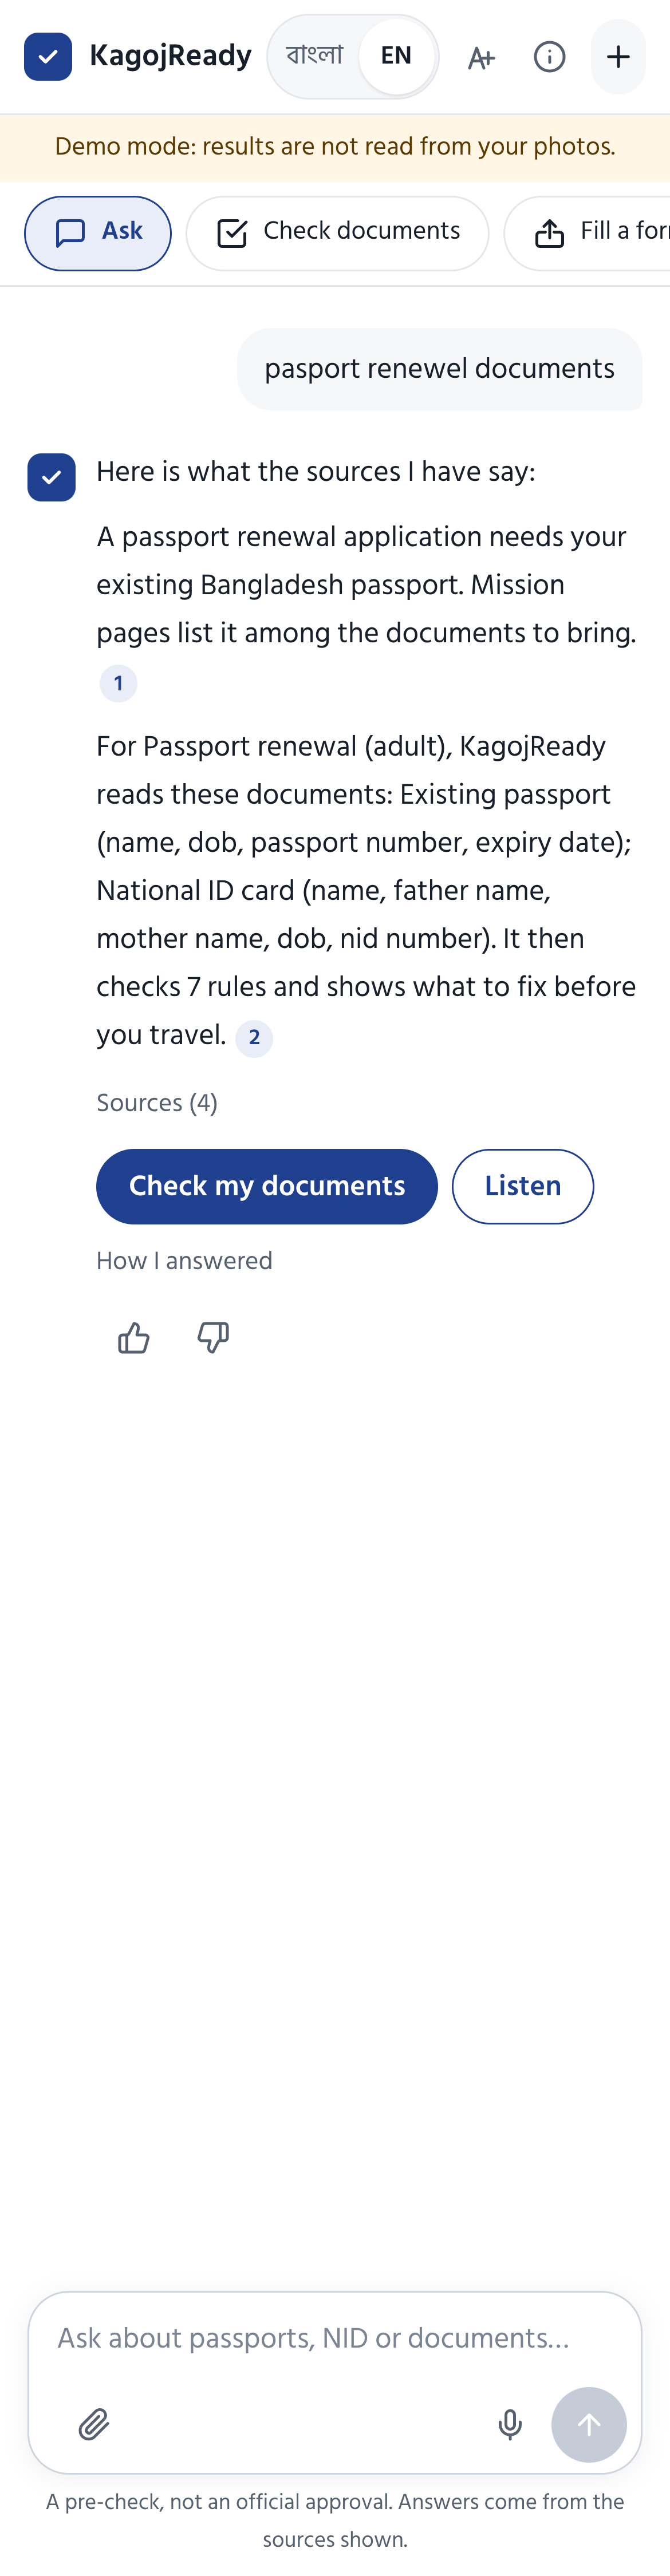 KagojReady বাংলা EN A+
Demo mode: results are not read from your photos.
Ask Check documents Fill a for
pasport renewel documents
Here is what the sources I have say:
A passport renewal application needs your
existing Bangladesh passport. Mission
pages list it among the documents to bring.
1
For Passport renewal (adult), KagojReady
reads these documents: Existing passport
(name, dob, passport number, expiry date);
National ID card (name, father name,
mother name, dob, nid number). It then
checks 7 rules and shows what to fix before
you travel. 2
Sources (4)
Check my documents Listen
How I answered
Ask about passports, NID or documents...
A pre-check, not an official approval. Answers come from the
sources shown.